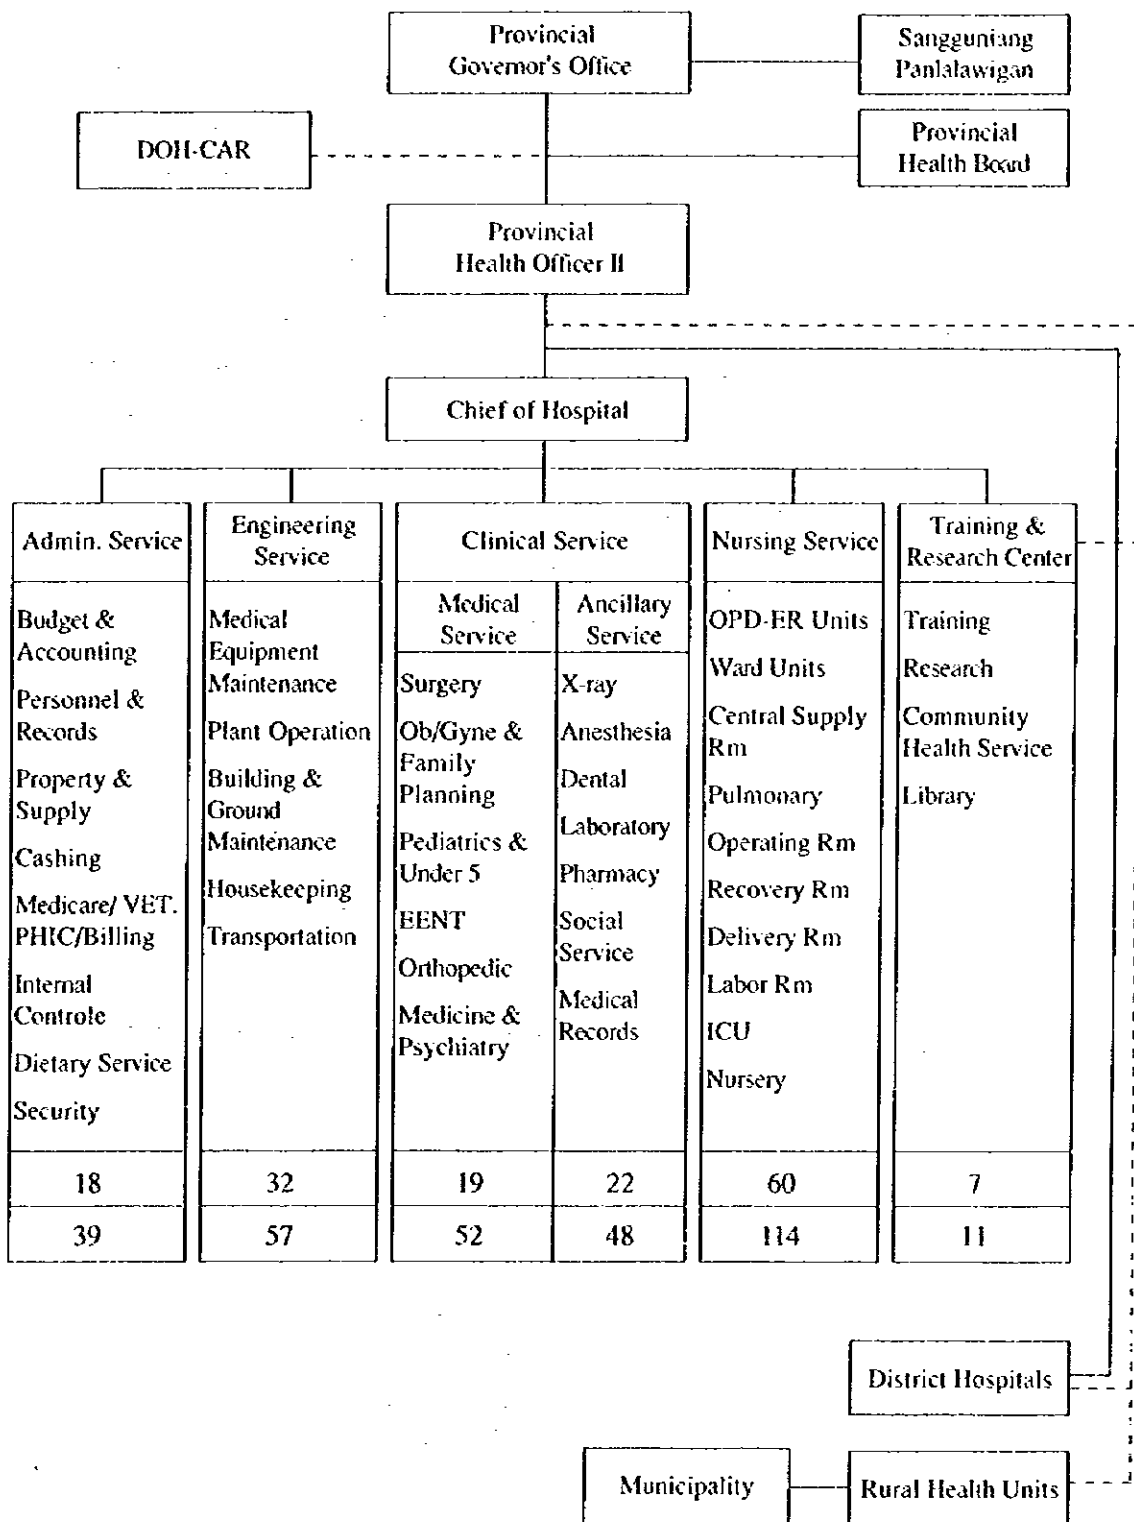 Provincial
Governor's Office
Sangguniang
Panlalawigan
DOH-CAR
Provincial
Health Board
Provincial
Health Officer II
Chief of Hospital
Admin. Service
Budget &
Accounting
Personnel &
Records
Property &
Supply
Cashing
Medicare/ VET.
PHIC/Billing
Internal
Controle
Dietary Service
Security
18
39
Engineering
Service
Medical
Equipment
Maintenance
Plant Operation
Building &
Ground
Maintenance
Housekeeping
Transportation
32
57
Clinical Service
Medical
Service
Surgery
Ob/Gyne &
Family
Planning
Pediatrics &
Under 5
EENT
Orthopedic
Medicine &
Psychiatry
19
52
Ancillary
Service
X-ray
Anesthesia
Dental
Laboratory
Pharmacy
Social
Service
Medical
Records
22
48
Nursing Service
OPD-ER Units
Ward Units
Central Supply
Rm
Pulmonary
Operating Rm
Recovery Rm
Delivery Rm
Labor Rm
ICU
Nursery
60
114
Training &
Research Center
Training
Research
Community
Health Service
Library
7
11
District Hospitals
Municipality
Rural Health Units